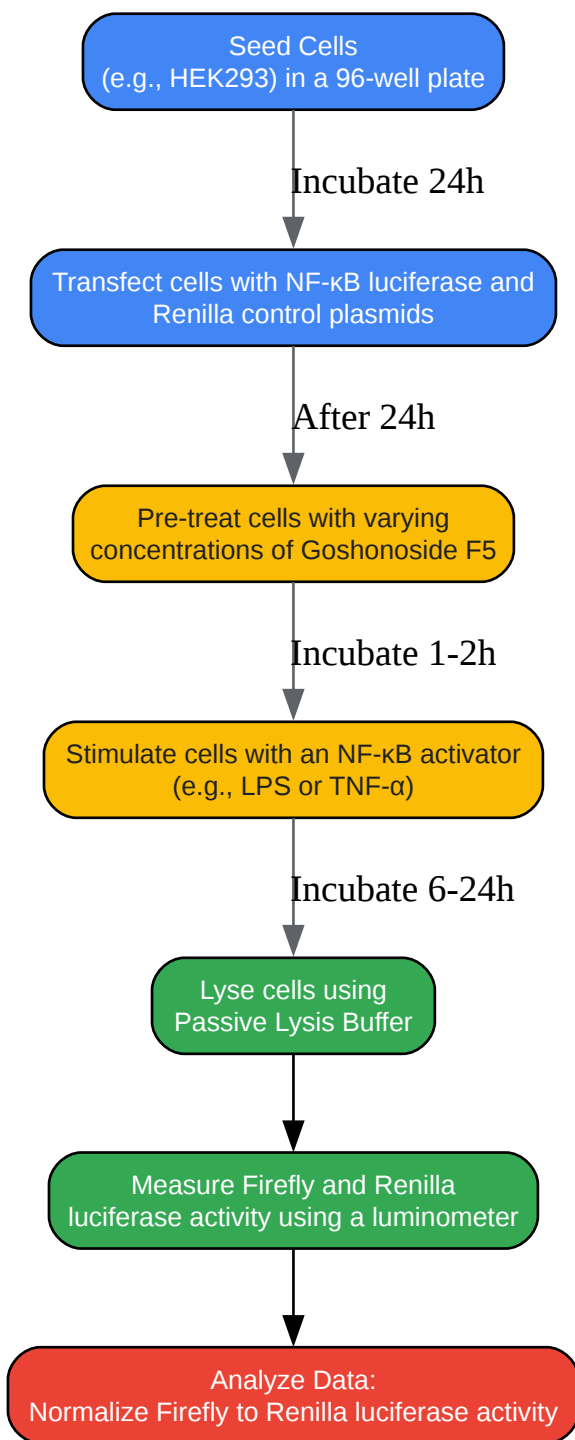 Seed Cells
(e.g., HEK293) in a 96-well plate
Incubate 24h
Transfect cells with NF-κB luciferase and
Renilla control plasmids
After 24h
Pre-treat cells with varying
concentrations of Goshonoside F5
Incubate 1-2h
Stimulate cells with an NF-κB activator
(e.g., LPS or TNF-α)
Incubate 6-24h
Lyse cells using
Passive Lysis Buffer
Measure Firefly and Renilla
luciferase activity using a luminometer
Analyze Data:
Normalize Firefly to Renilla luciferase activity